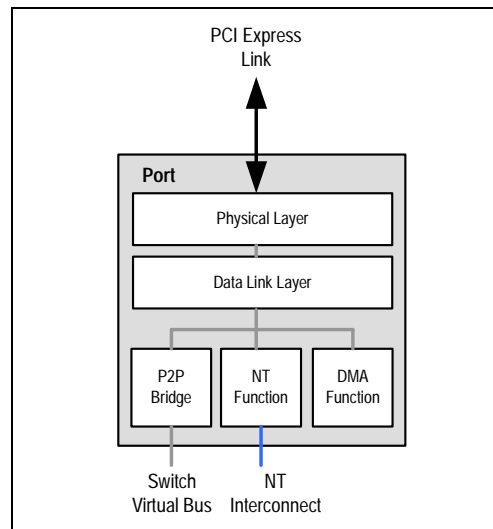 PCI Express
Link
Port
Physical Layer
Data Link Layer
P2P
Bridge
NT
Function
DMA
Function
Switch
Virtual Bus
NT
Interconnect